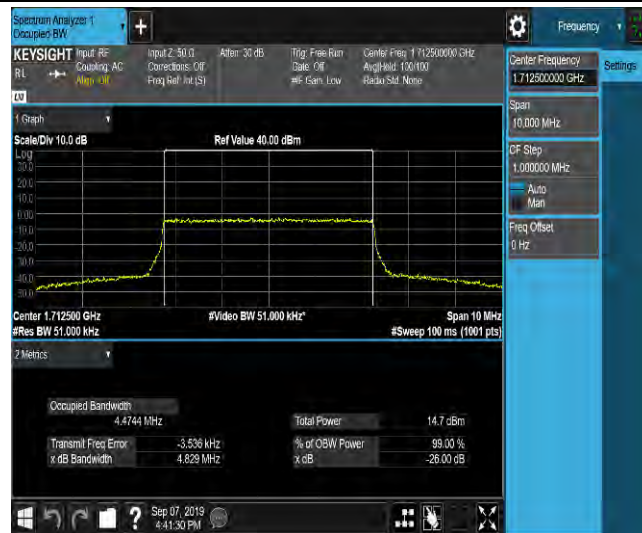 Spectrum Analyzer 1
Occupied BW
+
Frequency
KEYSIGHT
RL
Input: RF
Coupling: AC
Align: Off
Input Z: 50 Ω
Corrections: Off
Freq Ref: Int (S)
Atten: 30 dB
Trig: Free Run
Gate: Off
#IF Gain: Low
Center Freq: 1.712500000 GHz
Avg|Hold: 100/100
Radio Std: None
Center Frequency
1.712500000 GHz
Settings
Span
10.000 MHz
CF Step
1.000000 MHz
Auto
Man
Freq Offset
0 Hz
1 Graph
Scale/Div 10.0 dB
Ref Value 40.00 dBm
Log
30.0
20.0
10.0
0.00
-10.0
-20.0
-30.0
-40.0
-50.0
Center 1.712500 GHz
#Video BW 51.000 kHz*
Span 10 MHz
#Res BW 51.000 kHz
#Sweep 100 ms (1001 pts)
2 Metrics
Occupied Bandwidth
4.4744 MHz
Total Power
14.7 dBm
Transmit Freq Error
-3.536 kHz
% of OBW Power
99.00 %
x dB Bandwidth
4.829 MHz
x dB
-26.00 dB
?
Sep 07, 2019
4:41:30 PM